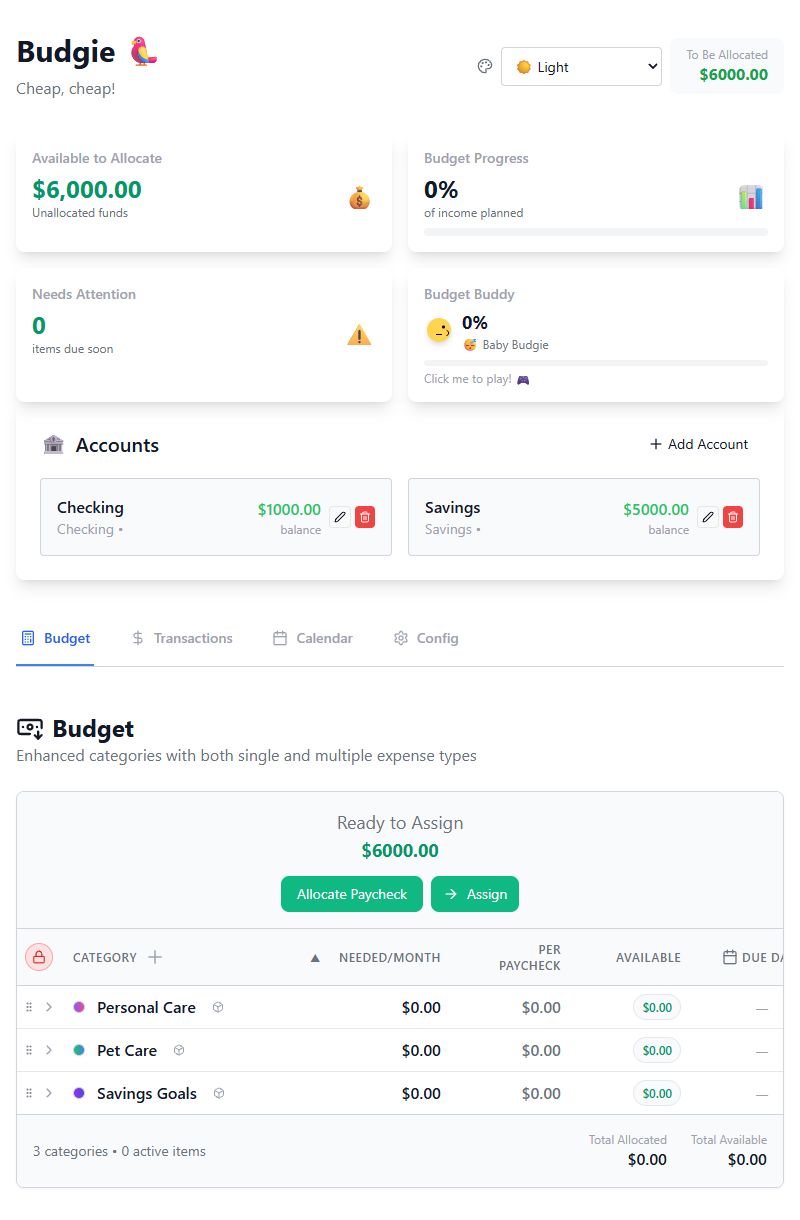 Budgie
Cheap, cheap!
Light
To Be Allocated
$6000.00
Available to Allocate
$6,000.00
Unallocated funds
Budget Progress
0%
of income planned
Needs Attention
0
items due soon
Budget Buddy
0%
Baby Budgie
Click me to play!
Accounts
Add Account
Checking
Checking •
$1000.00
balance
Savings
Savings •
$5000.00
balance
Budget
Transactions
Calendar
Config
Budget
Enhanced categories with both single and multiple expense types
Ready to Assign
$6000.00
Allocate Paycheck
Assign
CATEGORY
▲
NEEDED/MONTH
PER
PAYCHECK
AVAILABLE
DUE DA
Personal Care $0.00 $0.00 $0.00 —
Pet Care $0.00 $0.00 $0.00 —
Savings Goals $0.00 $0.00 $0.00 —
3 categories • 0 active items
Total Allocated
$0.00
Total Available
$0.00